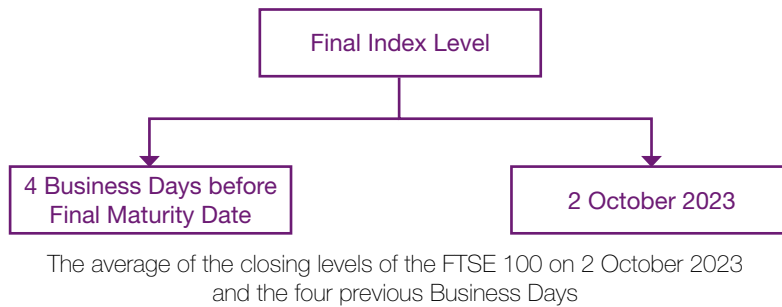 Final Index Level
4 Business Days before
Final Maturity Date
2 October 2023
The average of the closing levels of the FTSE 100 on 2 October 2023
and the four previous Business Days